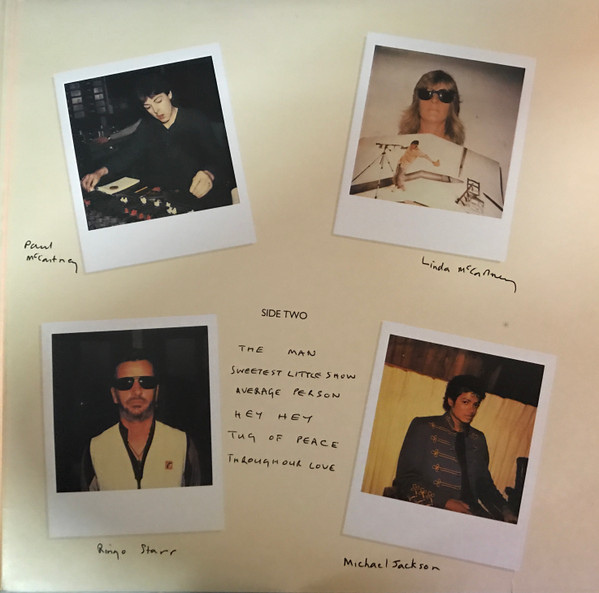 Paul
McCartney
Linda McCartney
SIDE TWO
THE MAN
SWEETEST LITTLE SHOW
AVERAGE PERSON
HEY HEY
TUG OF PEACE
THROUGH OUR LOVE
Ringo Starr
Michael Jackson